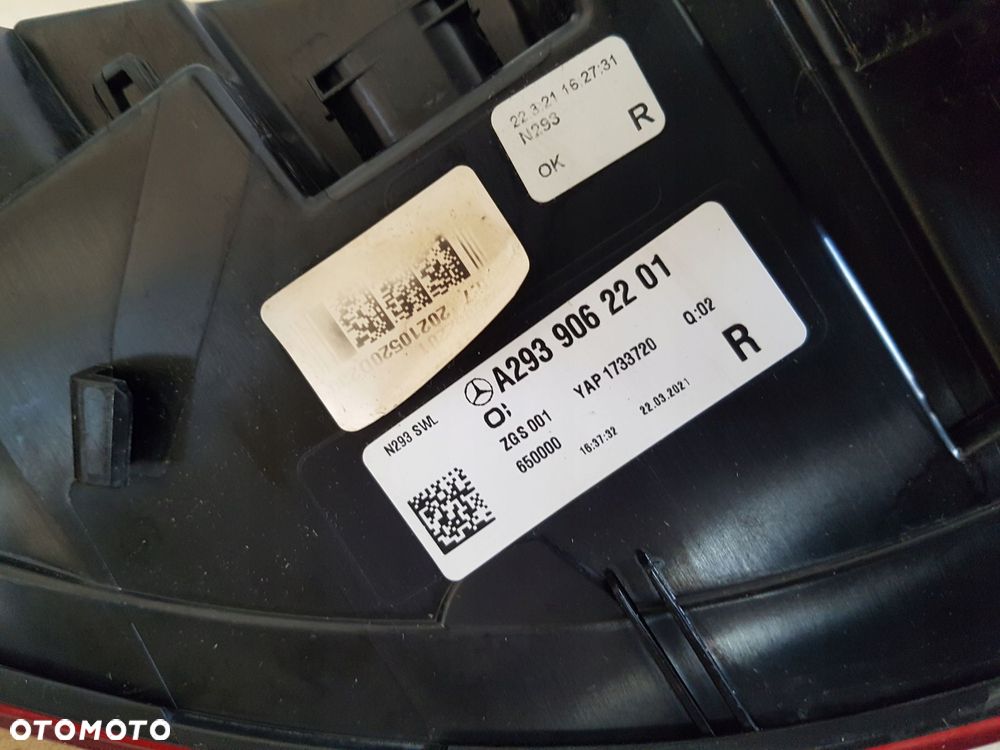 22.3.21 16:27:31
N293
R
OK
2021052002
N293 SWL
A293 906 22 01
ZGS 001
YAP 1733720
Q:02
650000
16:37:32
22.03.2021
R
OTOMOTO